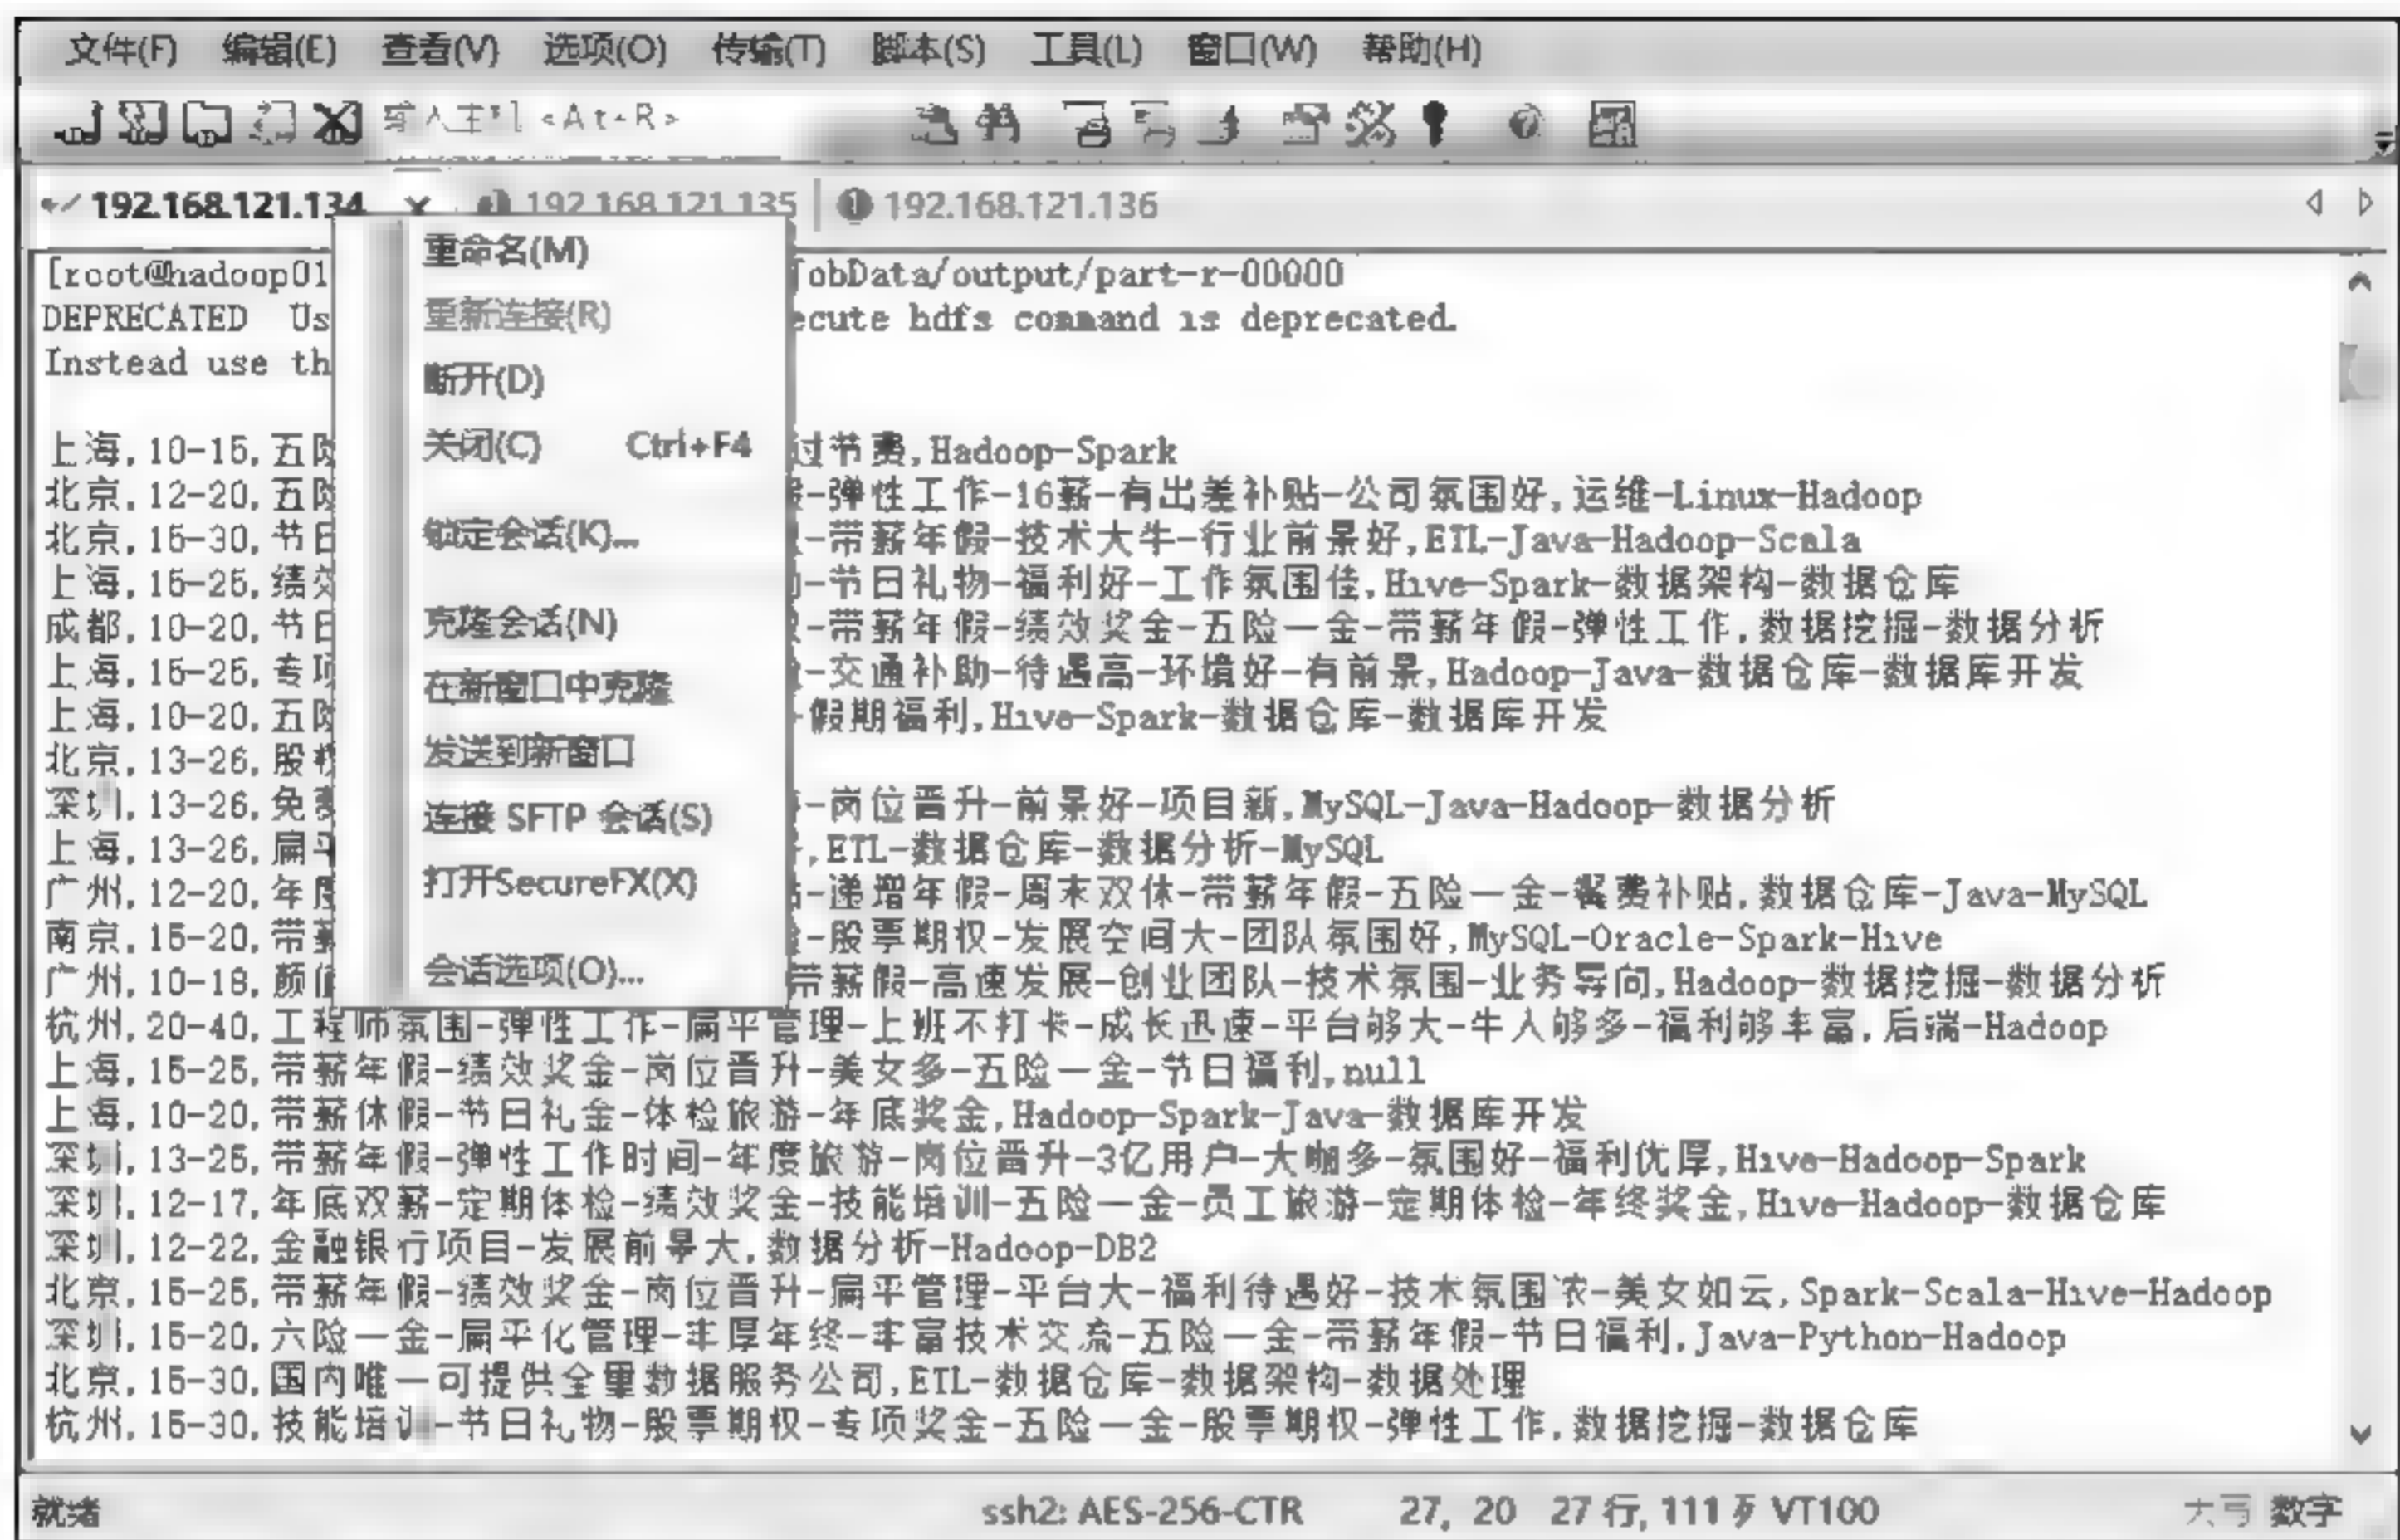 文件(F) 编辑(E) 查看(V) 选项(O) 传输(T) 脚本(S) 工具(L) 窗口(W) 帮助(H)
输入主机 <Alt+R>
192.168.121.134 192.168.121.135 192.168.121.136
重命名(M)
重新连接(R)
断开(D)
关闭(C) Ctrl+F4
锁定会话(K)...
克隆会话(N)
在新窗口中克隆
发送到新窗口
连接 SFTP 会话(S)
打开SecureFX(X)
会话选项(O)...
[root@hadoop01 JobData/output/part-r-00000
DEPRECATED Us ecute hdfs command is deprecated.
Instead use th
上海,10-15,五险 过节费,Hadoop-Spark
北京,12-20,五险 -弹性工作-16薪-有出差补贴-公司氛围好,运维-Linux-Hadoop
北京,15-30,节日 -带薪年假-技术大牛-行业前景好,ETL-Java-Hadoop-Scala
上海,15-25,绩效 -节日礼物-福利好-工作氛围佳,Hive-Spark-数据架构-数据仓库
成都,10-20,节日 -带薪年假-绩效奖金-五险一金-带薪年假-弹性工作,数据挖掘-数据分析
上海,15-25,专项 -交通补助-待遇高-环境好-有前景,Hadoop-Java-数据仓库-数据库开发
上海,10-20,五险 假期福利,Hive-Spark-数据仓库-数据库开发
北京,13-26,股权
深圳,13-26,免费 -岗位晋升-前景好-项目新,MySQL-Java-Hadoop-数据分析
上海,13-26,扁平 ,ETL-数据仓库-数据分析-MySQL
广州,12-20,年度 -递增年假-周末双休-带薪年假-五险一金-餐费补贴,数据仓库-Java-MySQL
南京,15-20,带薪 -股票期权-发展空间大-团队氛围好,MySQL-Oracle-Spark-Hive
广州,10-18,颜值 带薪假-高速发展-创业团队-技术氛围-业务导向,Hadoop-数据挖掘-数据分析
杭州,20-40,工程师氛围-弹性工作-扁平管理-上班不打卡-成长迅速-平台够大-牛人够多-福利够丰富,后端-Hadoop
上海,15-25,带薪年假-绩效奖金-岗位晋升-美女多-五险一金-节日福利,null
上海,10-20,带薪休假-节日礼金-体检旅游-年底奖金,Hadoop-Spark-Java-数据库开发
深圳,13-25,带薪年假-弹性工作时间-年度旅游-岗位晋升-3亿用户-大咖多-氛围好-福利优厚,Hive-Hadoop-Spark
深圳,12-17,年底双薪-定期体检-绩效奖金-技能培训-五险一金-员工旅游-定期体检-年终奖金,Hive-Hadoop-数据仓库
深圳,12-22,金融银行项目-发展前景大,数据分析-Hadoop-DB2
北京,15-25,带薪年假-绩效奖金-岗位晋升-扁平管理-平台大-福利待遇好-技术氛围浓-美女如云,Spark-Scala-Hive-Hadoop
深圳,15-20,六险一金-扁平化管理-丰厚年终-丰富技术交流-五险一金-带薪年假-节日福利,Java-Python-Hadoop
北京,15-30,国内唯一可提供全量数据服务公司,ETL-数据仓库-数据架构-数据处理
杭州,15-30,技能培训-节日礼物-股票期权-专项奖金-五险一金-股票期权-弹性工作,数据挖掘-数据仓库
就绪 ssh2: AES-256-CTR 27, 20 27 行, 111 列 VT100 大写 数字